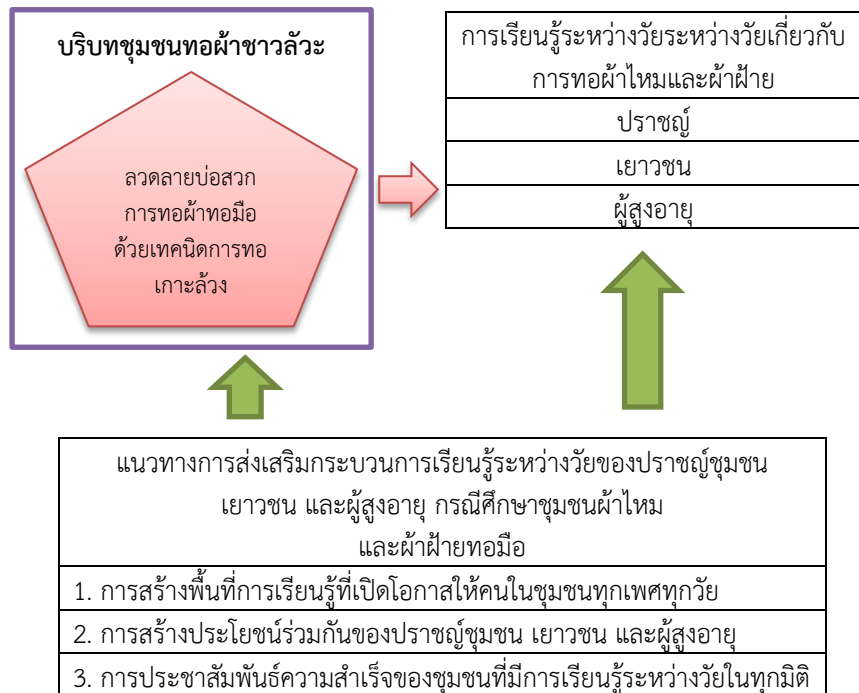 บริบทชุมชนทอผ้าชาวลัวะ
ลวดลายบ่อสวก
การทอผ้าทอมือ
ด้วยเทคนิดการทอ
เกาะล้วง
การเรียนรู้ระหว่างวัยระหว่างวัยเกี่ยวกับ
การทอผ้าไหมและผ้าฝ้าย
ปราชญ์
เยาวชน
ผู้สูงอายุ
แนวทางการส่งเสริมกระบวนการเรียนรู้ระหว่างวัยของปราชญ์ชุมชน
เยาวชน และผู้สูงอายุ กรณีศึกษาชุมชนผ้าไหม
และผ้าฝ้ายทอมือ
1. การสร้างพื้นที่การเรียนรู้ที่เปิดโอกาสให้คนในชุมชนทุกเพศทุกวัย
2. การสร้างประโยชน์ร่วมกันของปราชญ์ชุมชน เยาวชน และผู้สูงอายุ
3. การประชาสัมพันธ์ความสำเร็จของชุมชนที่มีการเรียนรู้ระหว่างวัยในทุกมิติ